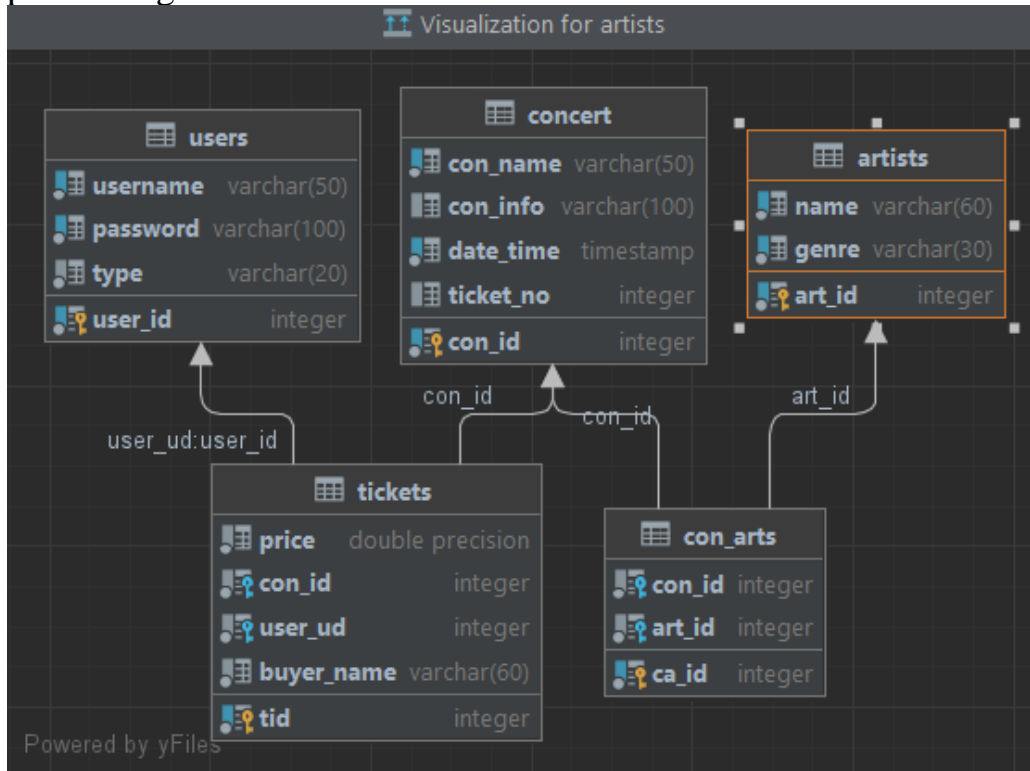 Visualization for artists
users
username varchar(50)
password varchar(100)
type varchar(20)
user_id integer
concert
con_name varchar(50)
con_info varchar(100)
date_time timestamp
ticket_no integer
con_id integer
artists
name varchar(60)
genre varchar(30)
art_id integer
user_ud:user_id
con_id
con_id
art_id
tickets
price double precision
con_id integer
user_ud integer
buyer_name varchar(60)
tid integer
con_arts
con_id integer
art_id integer
ca_id integer
Powered by yFiles